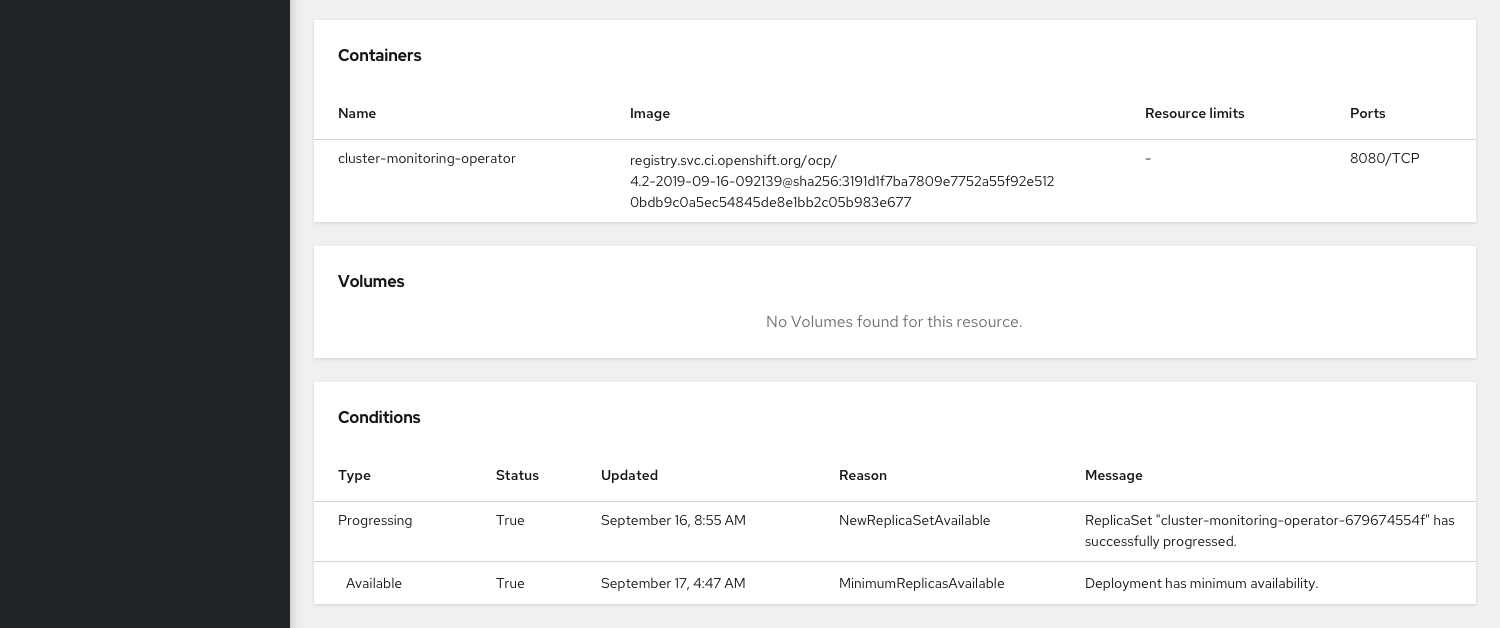 Containers
Name Image Resource limits Ports
cluster-monitoring-operator registry.svc.ci.openshift.org/ocp/ - 8080/TCP
4.2-2019-09-16-092139@sha256:3191d1f7ba7809e7752a55f92e512
0bdb9c0a5ec54845de8e1bb2c05b983e677
Volumes
No Volumes found for this resource.
Conditions
Type Status Updated Reason Message
Progressing True September 16, 8:55 AM NewReplicaSetAvailable ReplicaSet "cluster-monitoring-operator-679674554f" has
successfully progressed.
Available True September 17, 4:47 AM MinimumReplicasAvailable Deployment has minimum availability.